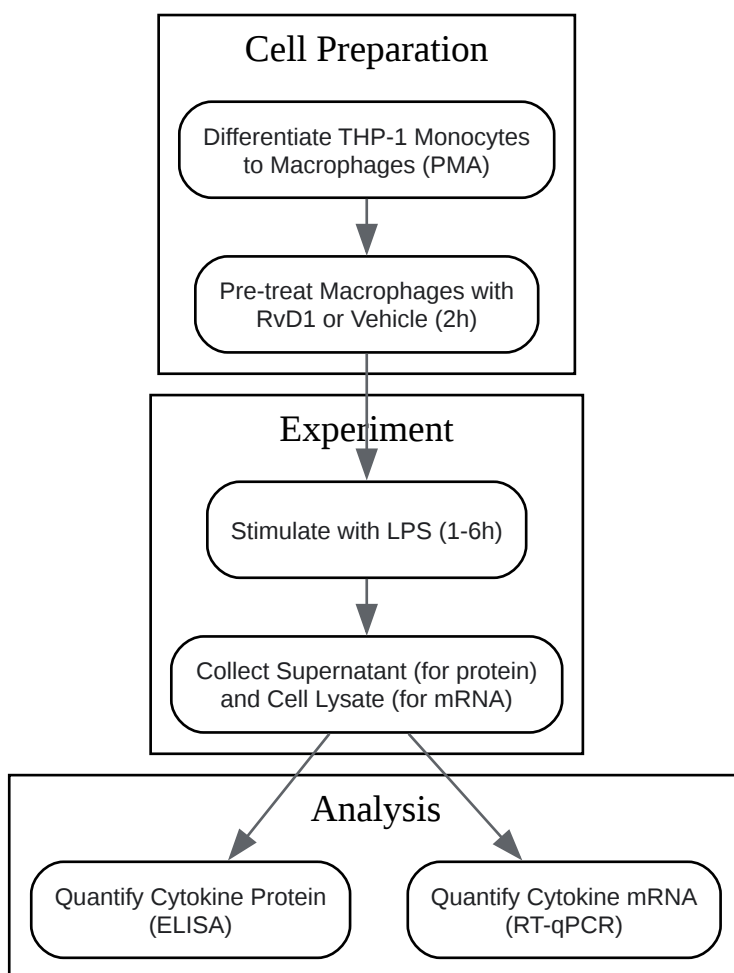 Cell Preparation
Differentiate THP-1 Monocytes
to Macrophages (PMA)
Pre-treat Macrophages with
RvD1 or Vehicle (2h)
Experiment
Stimulate with LPS (1-6h)
Collect Supernatant (for protein)
and Cell Lysate (for mRNA)
Analysis
Quantify Cytokine Protein
(ELISA)
Quantify Cytokine mRNA
(RT-qPCR)